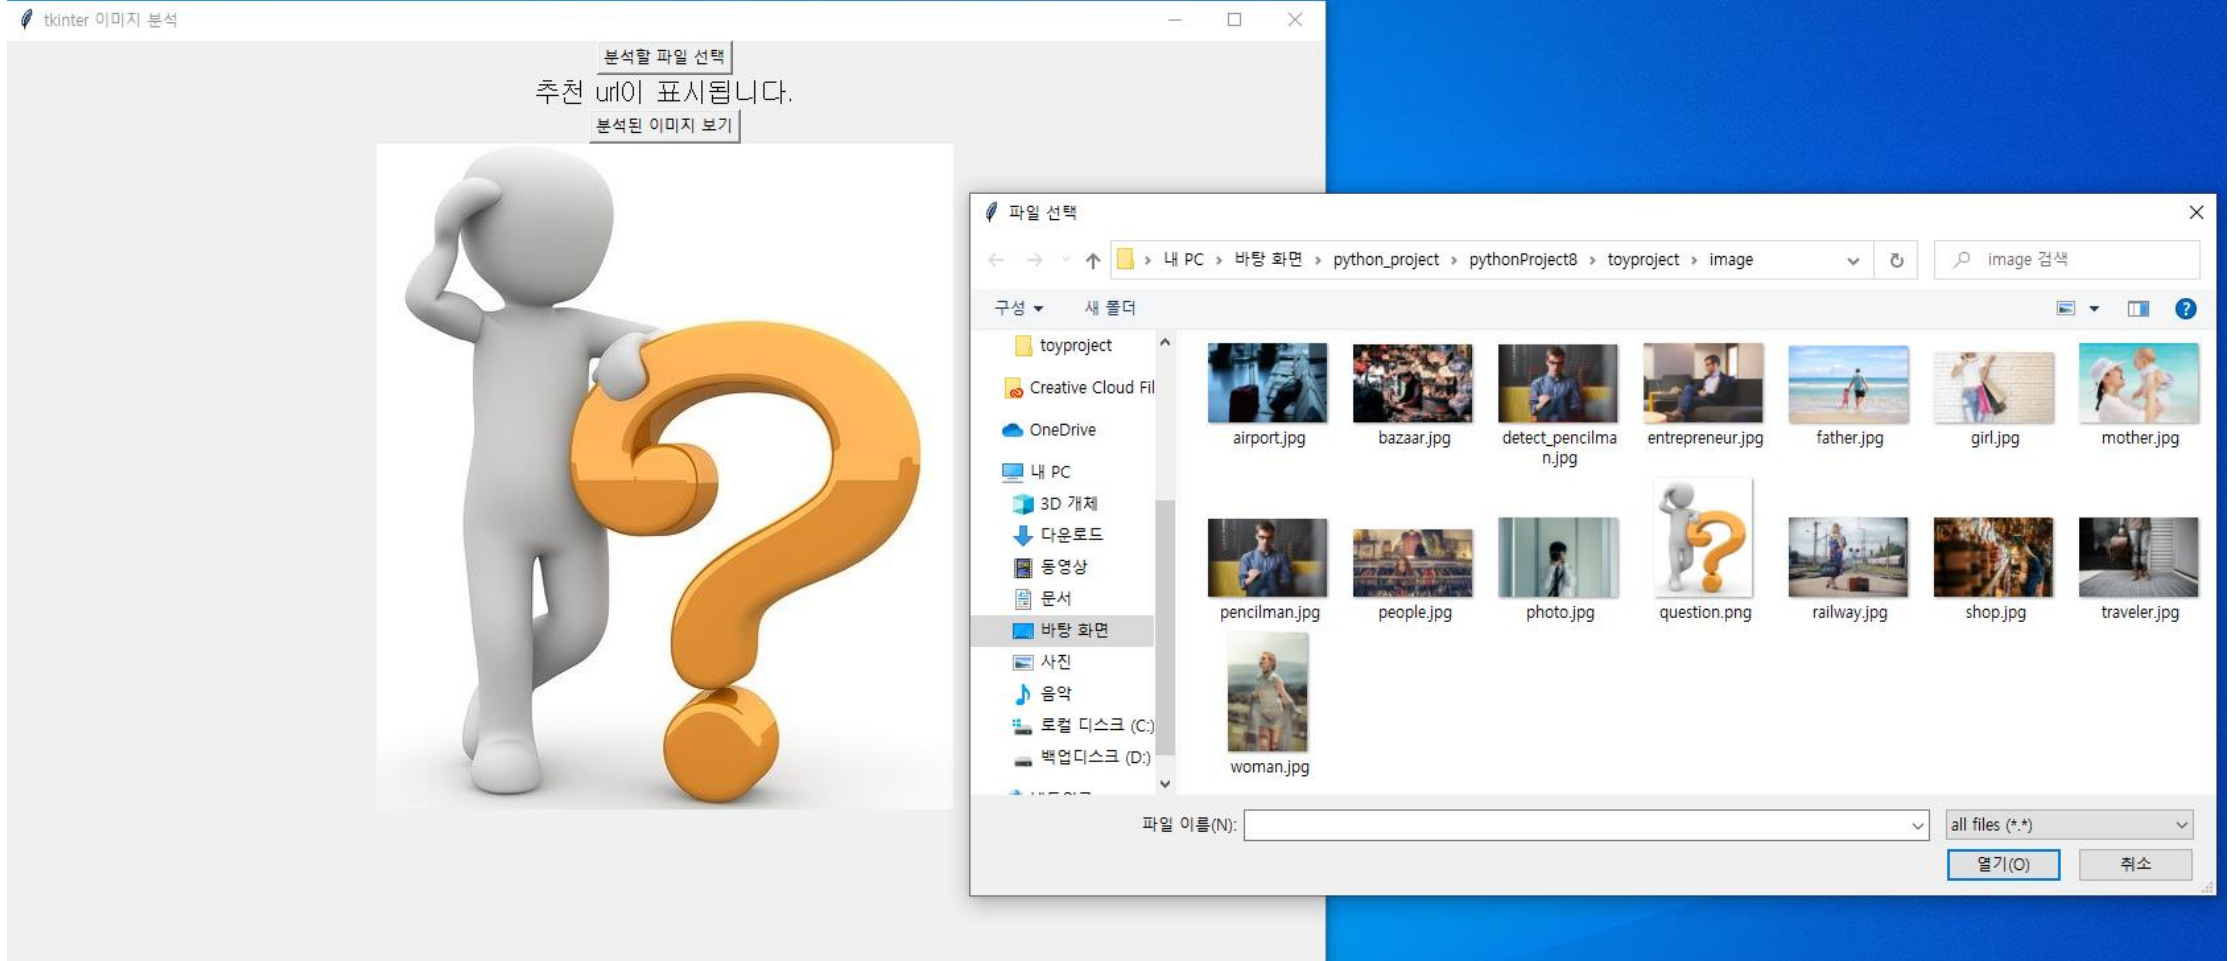 tkinter 이미지 분석
분석할 파일 선택
추천 url이 표시됩니다.
분석된 이미지 보기
파일 선택
내 PC › 바탕 화면 › python_project › pythonProject8 › toyproject › image
image 검색
구성
새 폴더
toyproject
Creative Cloud Fil
OneDrive
내 PC
3D 개체
다운로드
동영상
문서
바탕 화면
사진
음악
로컬 디스크 (C:)
백업디스크 (D:)
airport.jpg
bazaar.jpg
detect_pencilma
n.jpg
entrepreneur.jpg
father.jpg
girl.jpg
mother.jpg
pencilman.jpg
people.jpg
photo.jpg
question.png
railway.jpg
shop.jpg
traveler.jpg
woman.jpg
파일 이름(N):
all files (*.*)
열기(O)
취소